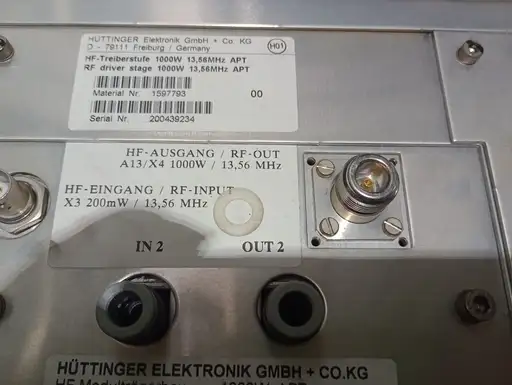 HÜTTINGER Elektronik GmbH + Co. KG
D - 79111 Freiburg / Germany
H01
HF-Treiberstufe 1000W 13,56MHz APT
RF driver stage 1000W 13,56MHz APT
Material Nr. 1597793 00
Serial Nr. 200439234
HF-AUSGANG / RF-OUT
A13/X4 1000W / 13,56 MHz
HF-EINGANG / RF-INPUT
X3 200mW / 13,56 MHz
IN 2 OUT 2
HÜTTINGER ELEKTRONIK GMBH + CO.KG